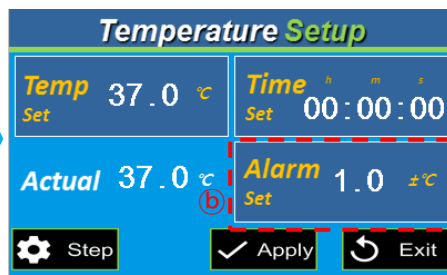 Temperature Setup
Temp Set 37.0 ℃
Time Set h m s 00:00:00
Actual 37.0 ℃
ⓑ
Alarm Set 1.0 ±℃
Step
Apply
Exit